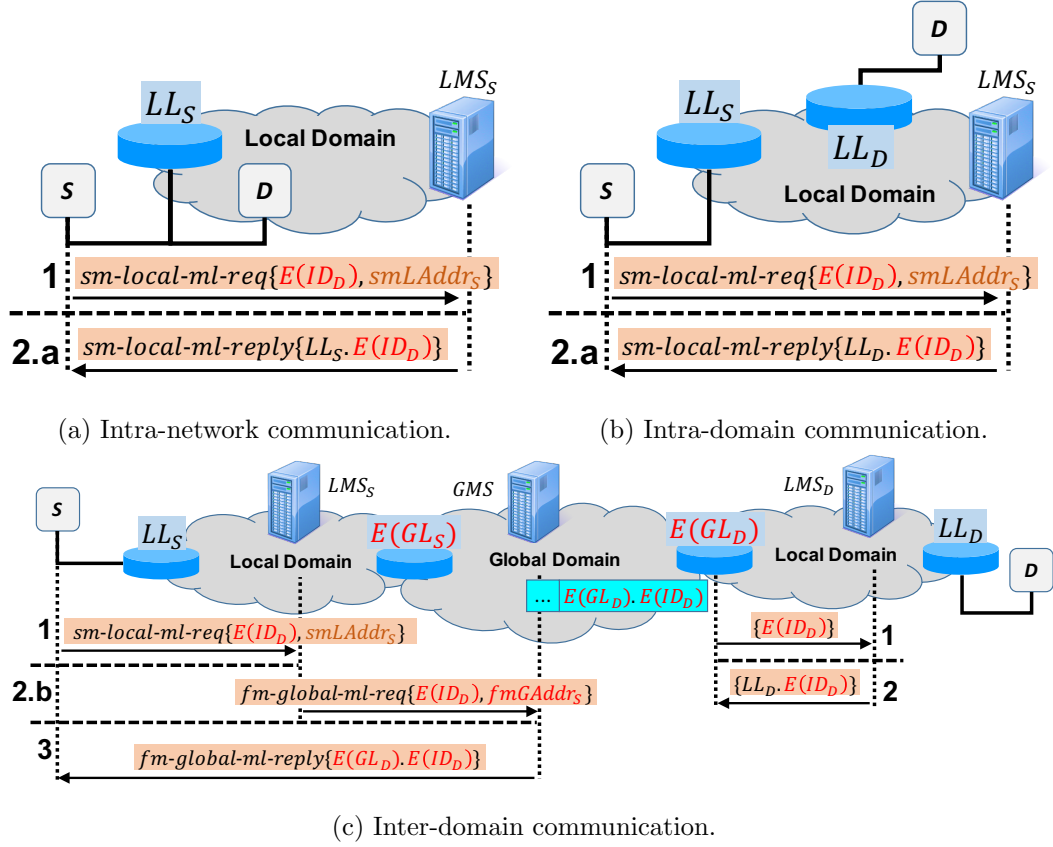 LL_S
LMS_S
Local Domain
S
D
1
sm-local-ml-req{E(ID_D), smLAddr_S}
2.a
sm-local-ml-reply{LL_S.E(ID_D)}
(a) Intra-network communication.
D
LL_S
LMS_S
LL_D
Local Domain
S
1
sm-local-ml-req{E(ID_D), smLAddr_S}
2.a
sm-local-ml-reply{LL_D.E(ID_D)}
(b) Intra-domain communication.
LMS_S
GMS
LMS_D
S
LL_S
E(GL_S)
E(GL_D)
LL_D
Local Domain
Global Domain
Local Domain
D
... E(GL_D).E(ID_D)
1
sm-local-ml-req{E(ID_D), smLAddr_S}
{E(ID_D)}
1
2.b
fm-global-ml-req{E(ID_D), fmGAddr_S}
{LL_D.E(ID_D)}
2
3
fm-global-ml-reply{E(GL_D).E(ID_D)}
(c) Inter-domain communication.